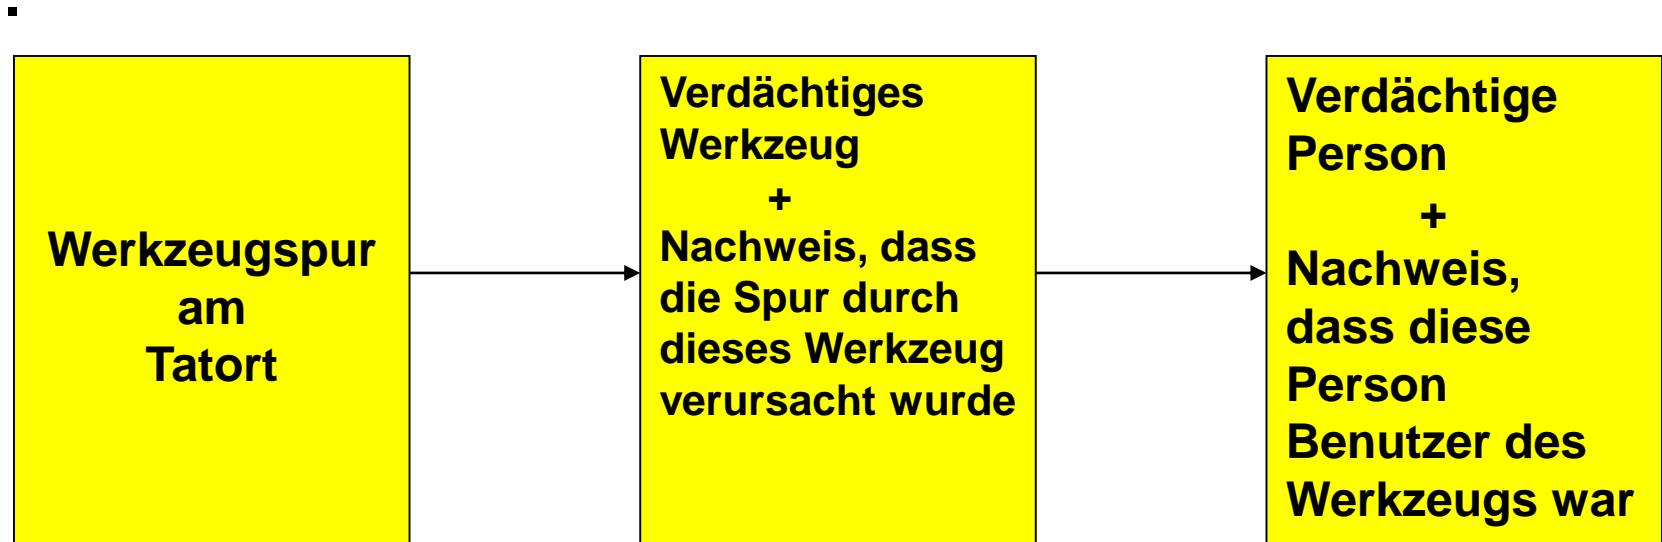 Werkzeugspur
am
Tatort
Verdächtiges
Werkzeug
+
Nachweis, dass
die Spur durch
dieses Werkzeug
verursacht wurde
Verdächtige
Person
+
Nachweis,
dass diese
Person
Benutzer des
Werkzeugs war